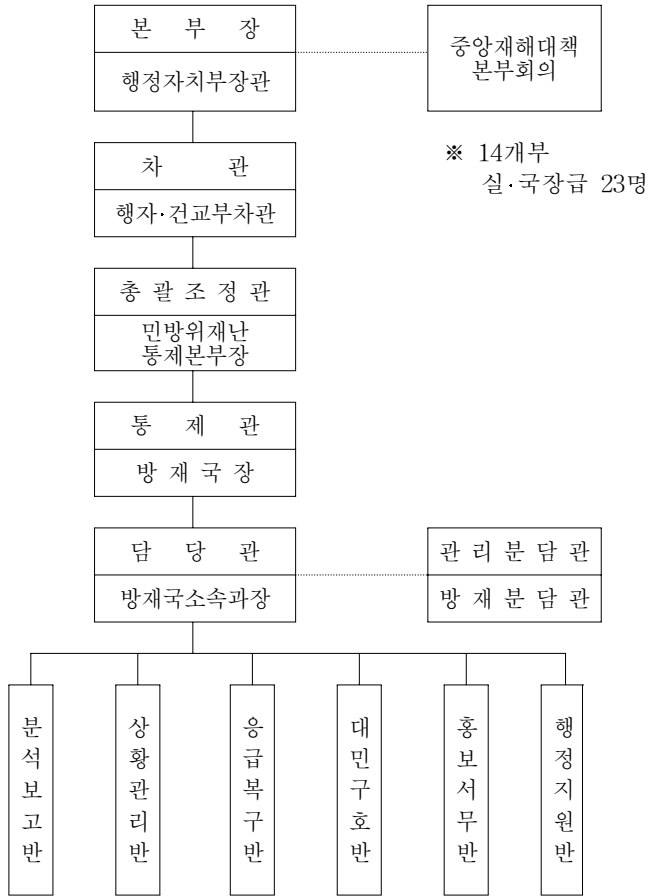 본 부 장
행정자치부장관
중앙재해대책
본부회의
※ 14개부
실·국장급 23명
차 관
행자·건교부차관
총 괄 조 정 관
민방위재난
통제본부장
통 제 관
방 재 국 장
담 당 관
방재국소속과장
관 리 분 담 관
방 재 분 담 관
분석보고반
상황관리반
응급복구반
대민구호반
홍보서무반
행정지원반